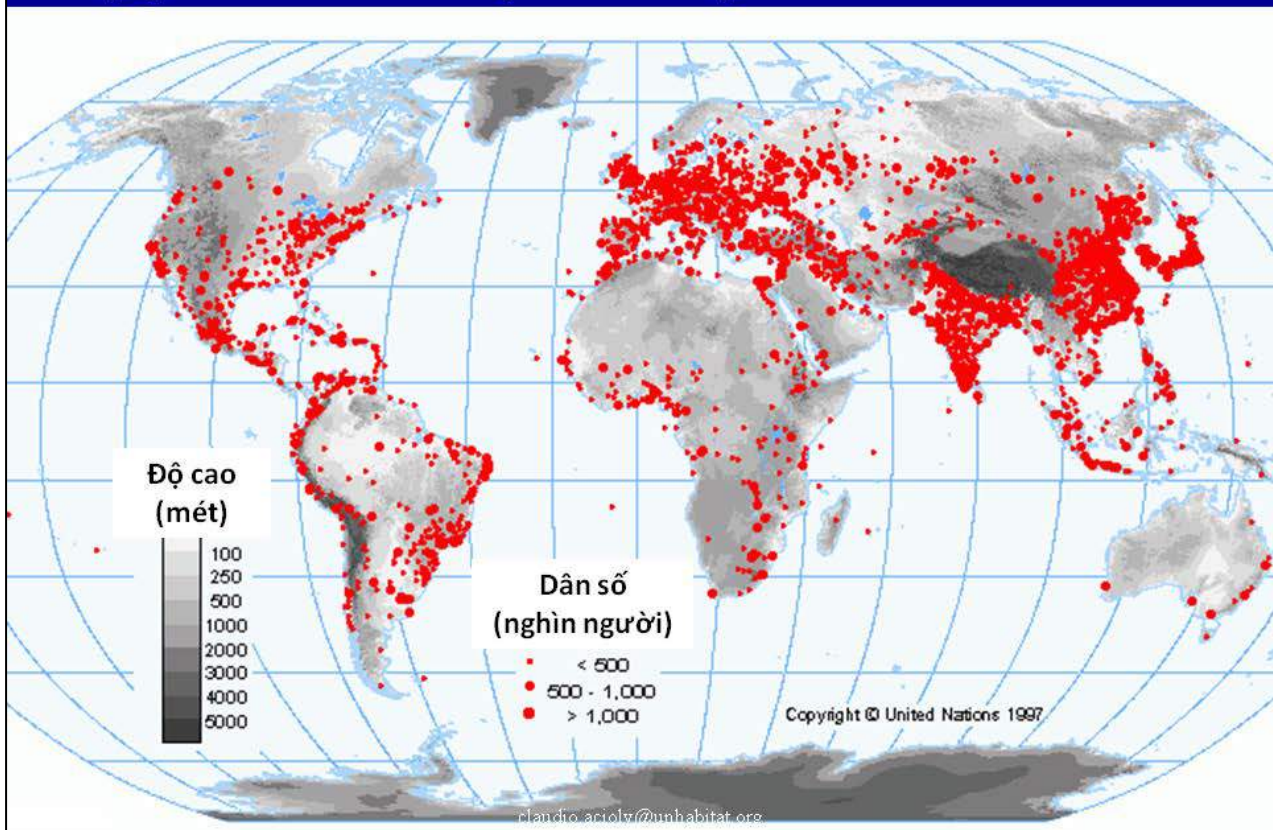 Độ cao
(mét)
100
250
500
1000
2000
3000
4000
5000
Dân số
(nghìn người)
< 500
500 - 1,000
> 1,000
Copyright © United Nations 1997
claudio.acioly@unhabitat.org